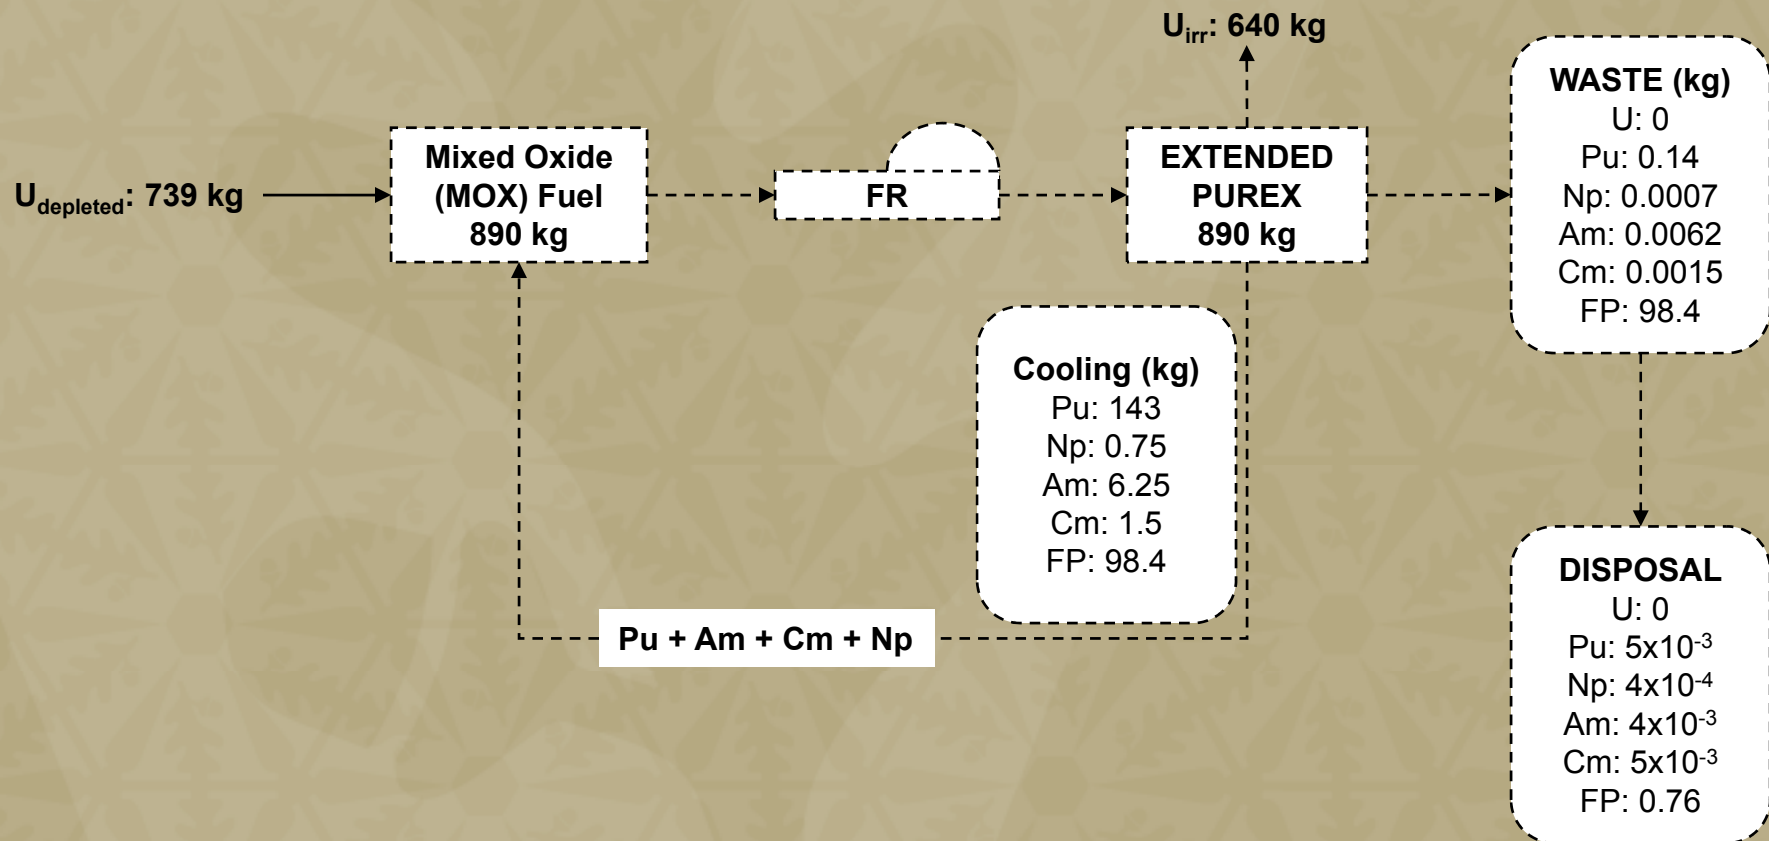 U_irr: 640 kg
U_depleted: 739 kg
Mixed Oxide
(MOX) Fuel
890 kg
FR
EXTENDED
PUREX
890 kg
WASTE (kg)
U: 0
Pu: 0.14
Np: 0.0007
Am: 0.0062
Cm: 0.0015
FP: 98.4
Cooling (kg)
Pu: 143
Np: 0.75
Am: 6.25
Cm: 1.5
FP: 98.4
Pu + Am + Cm + Np
DISPOSAL
U: 0
Pu: 5x10⁻³
Np: 4x10⁻⁴
Am: 4x10⁻³
Cm: 5x10⁻³
FP: 0.76